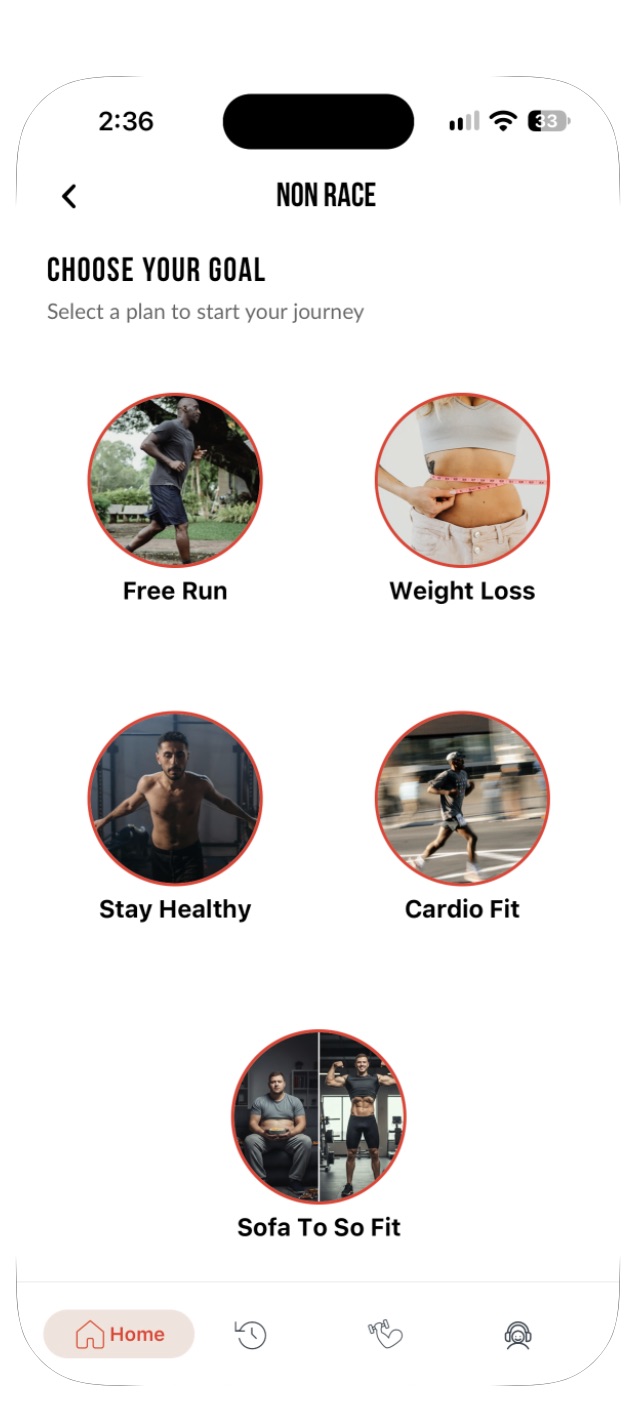 2:36
33
NON RACE
CHOOSE YOUR GOAL
Select a plan to start your journey
Free Run
Weight Loss
Stay Healthy
Cardio Fit
Sofa To So Fit
Home